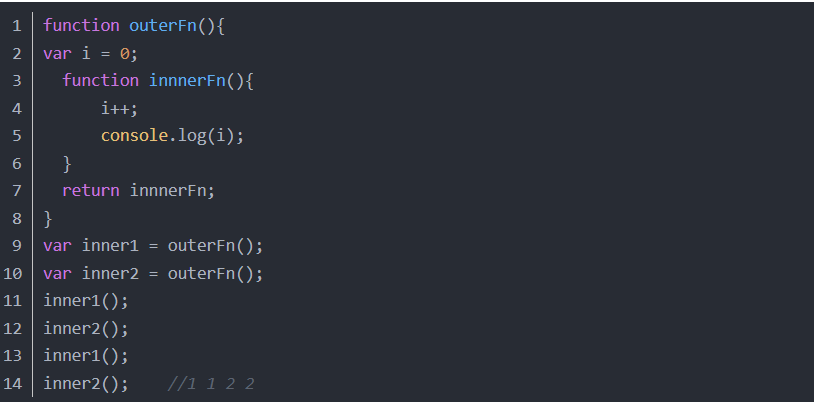 1 function outerFn(){
2 var i = 0;
3   function innnerFn(){
4       i++;
5       console.log(i);
6   }
7   return innnerFn;
8 }
9 var inner1 = outerFn();
10 var inner2 = outerFn();
11 inner1();
12 inner2();
13 inner1();
14 inner2();    //1 1 2 2